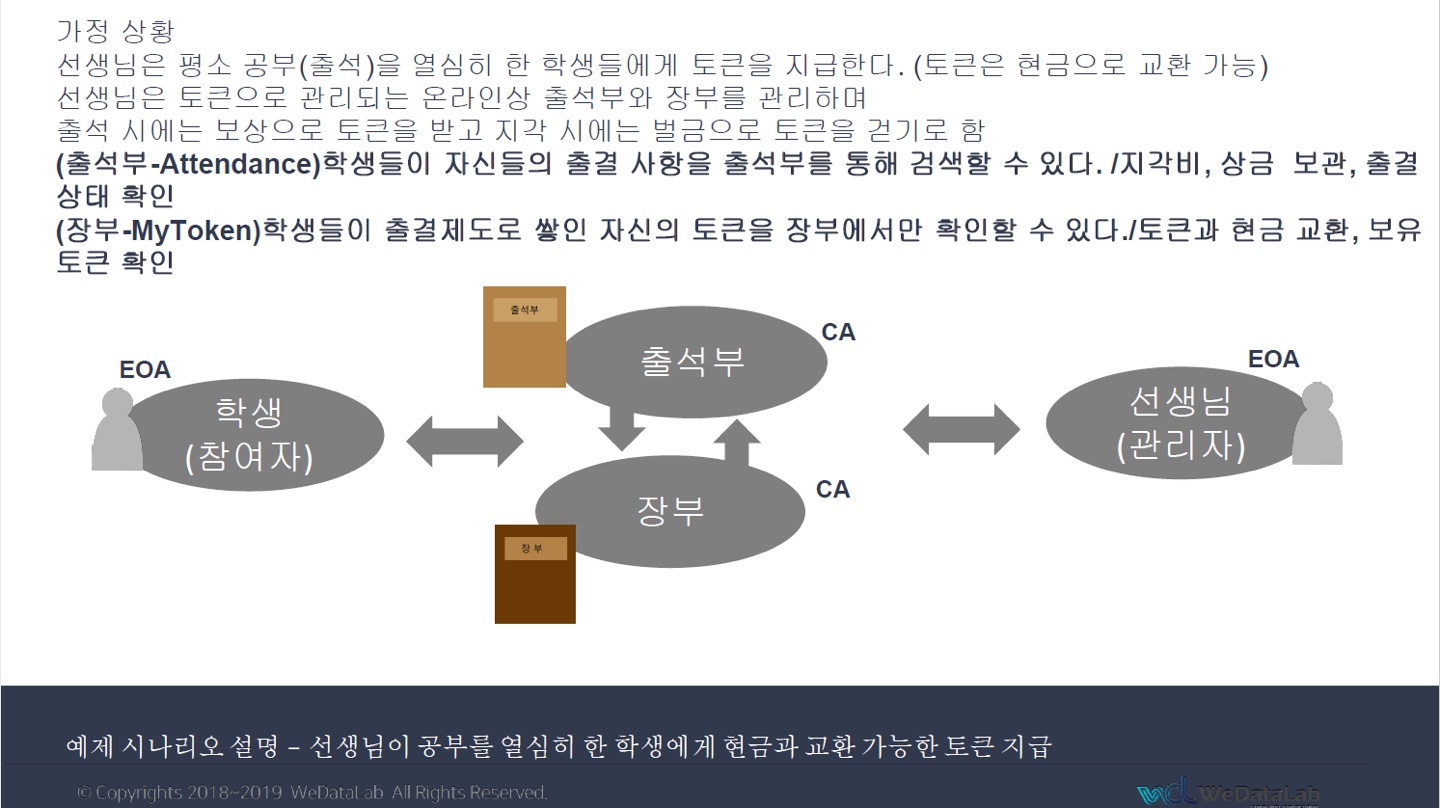 가정 상황
선생님은 평소 공부(출석)을 열심히 한 학생들에게 토큰을 지급한다. (토큰은 현금으로 교환 가능)
선생님은 토큰으로 관리되는 온라인상 출석부와 장부를 관리하며
출석 시에는 보상으로 토큰을 받고 지각 시에는 벌금으로 토큰을 걷기로 함
(출석부-Attendance)학생들이 자신들의 출결 사항을 출석부를 통해 검색할 수 있다. /지각비, 상금 보관, 출결
상태 확인
(장부-MyToken)학생들이 출결제도로 쌓인 자신의 토큰을 장부에서만 확인할 수 있다./토큰과 현금 교환, 보유
토큰 확인
출석부
출석부
CA
EOA
학생
(참여자)
EOA
선생님
(관리자)
장부
CA
장 부
예제 시나리오 설명 – 선생님이 공부를 열심히 한 학생에게 현금과 교환 가능한 토큰 지급
© Copyrights 2018~2019 WeDataLab All Rights Reserved.
WeDataLab